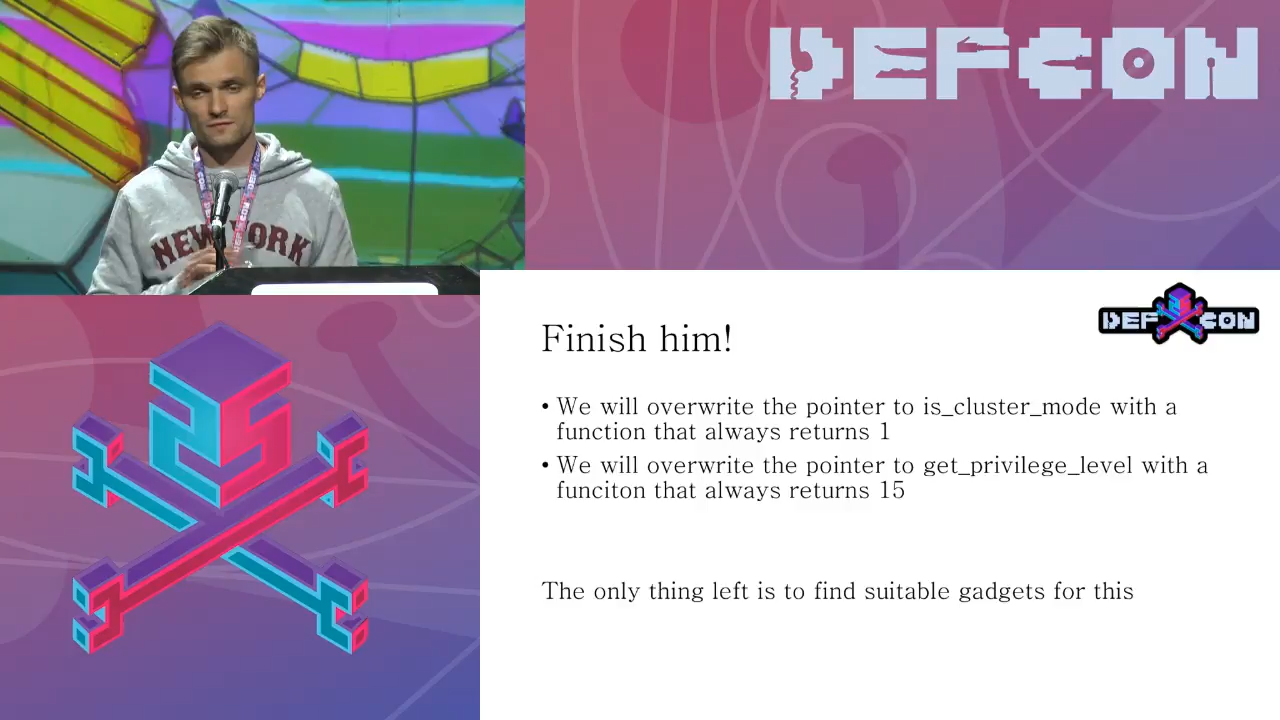 DEFCON
NEW YORK
DEFCON
DEF CON
Finish him!
• We will overwrite the pointer to is_cluster_mode with a
function that always returns 1
• We will overwrite the pointer to get_privilege_level with a
funciton that always returns 15
The only thing left is to find suitable gadgets for this